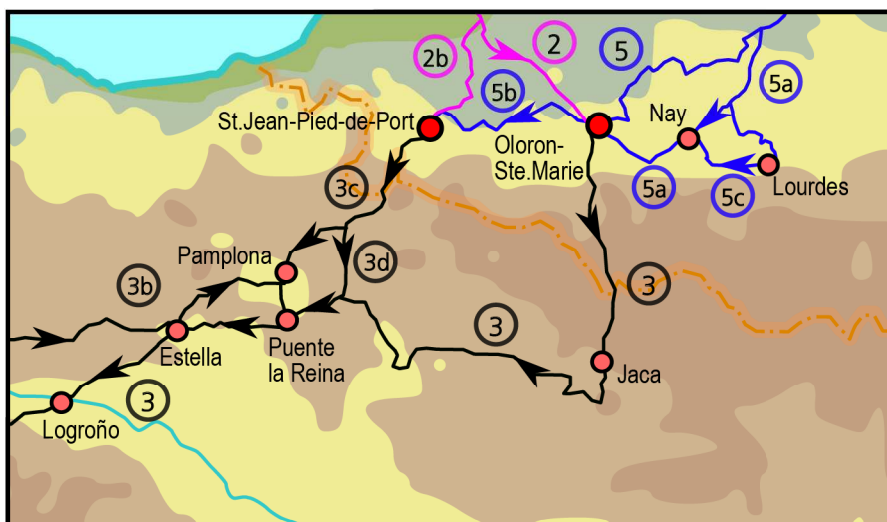 2b
2
5
5b
5a
St.Jean-Pied-de-Port
Nay
Oloron-
Ste.Marie
3c
5a
5c
Lourdes
Pamplona
3d
3b
3
3
Estella
Puente
la Reina
Jaca
3
Logroño